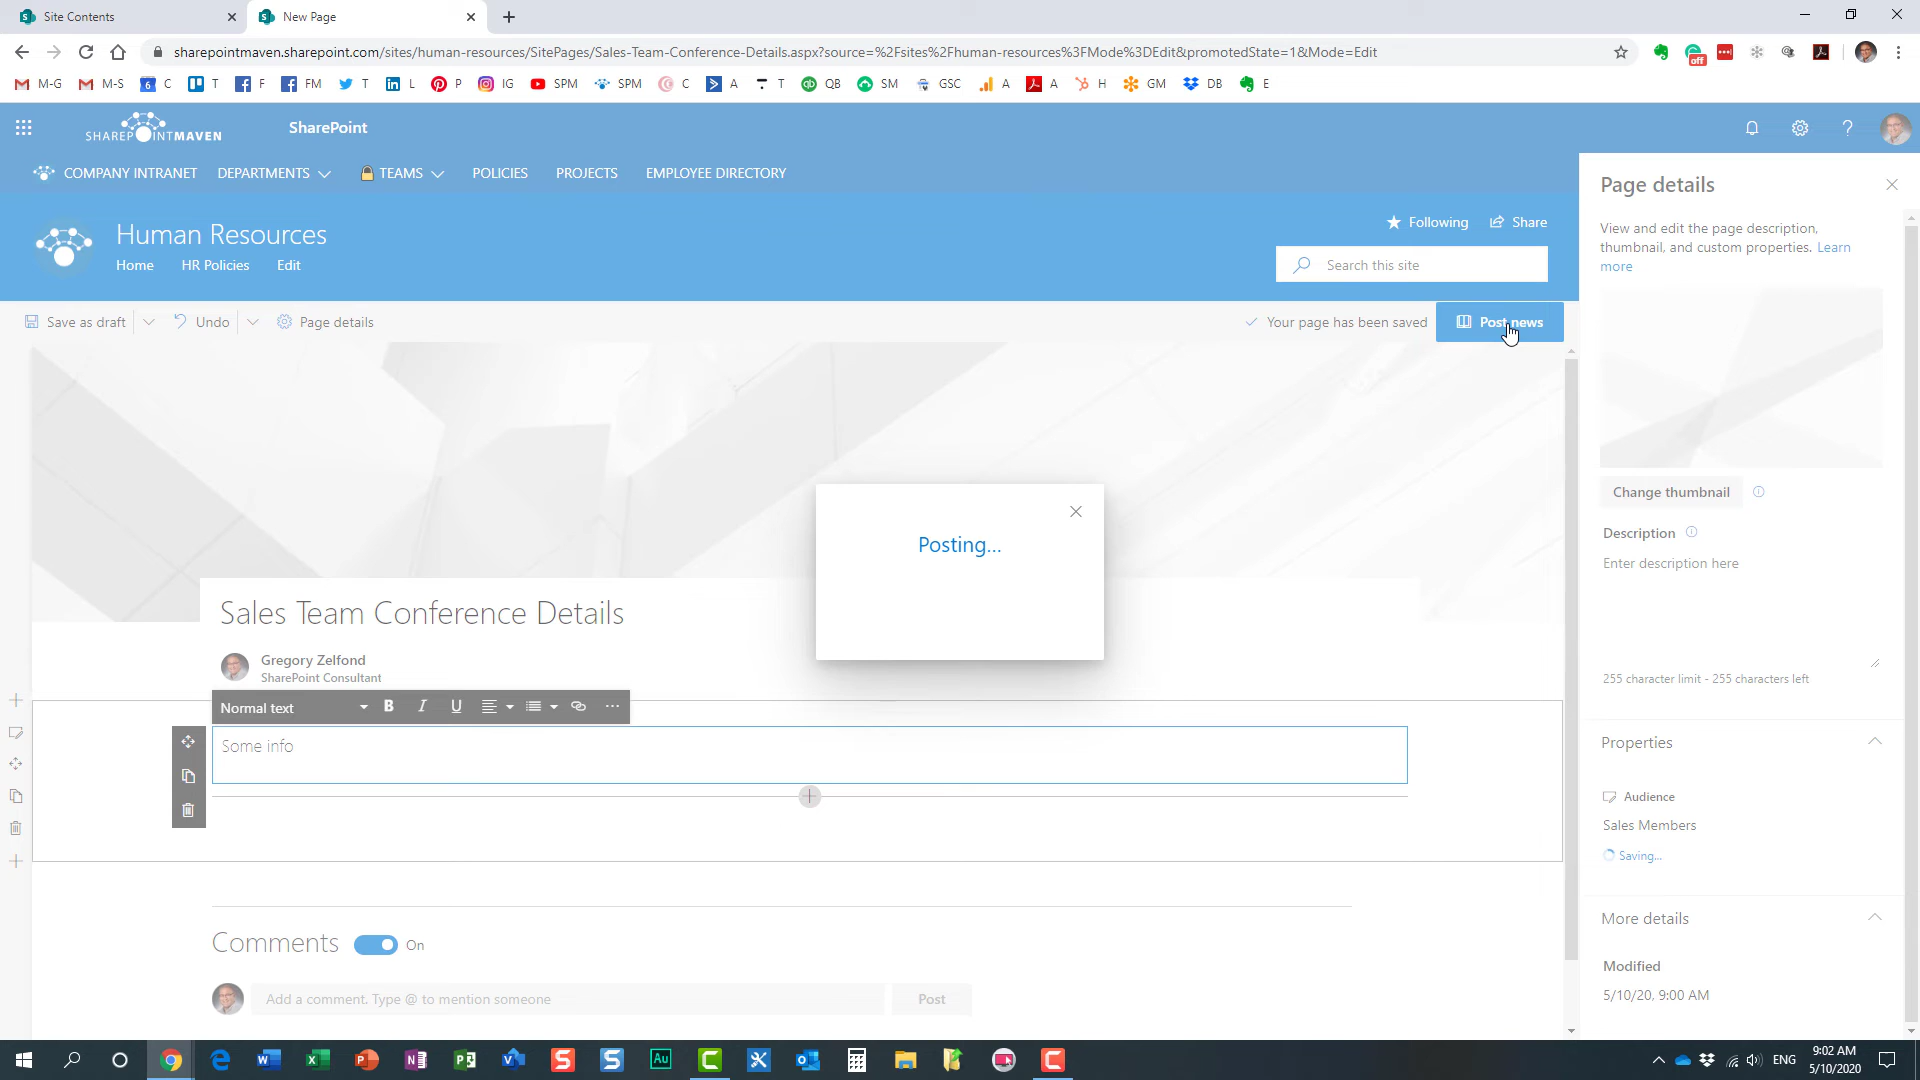 Site Contents
New Page
sharepointmaven.sharepoint.com/sites/human-resources/SitePages/Sales-Team-Conference-Details.aspx?source=%2Fsites%2Fhuman-resources%3FMode%3DEdit&promotedState=1&Mode=Edit
off
M-G M-S 6 C T F FM T L P IG SPM SPM C A T QB SM GSC A A H GM DB E
SHAREPOINTMAVEN
SharePoint
COMPANY INTRANET DEPARTMENTS TEAMS POLICIES PROJECTS EMPLOYEE DIRECTORY
Human Resources
Home HR Policies Edit
Following Share
Search this site
Save as draft Undo Page details
Your page has been saved Post news
Posting...
Sales Team Conference Details
Gregory Zelfond
SharePoint Consultant
Normal text B I U ...
Some info
Comments On
Add a comment. Type @ to mention someone Post
Page details
View and edit the page description,
thumbnail, and custom properties. Learn
more
Change thumbnail
Description
Enter description here
255 character limit - 255 characters left
Properties
Audience
Sales Members
Saving...
More details
Modified
5/10/20, 9:00 AM
Au
ENG
9:02 AM
5/10/2020